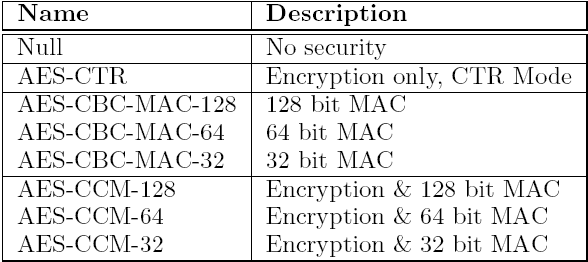 Name Description
Null No security
AES-CTR Encryption only, CTR Mode
AES-CBC-MAC-128 128 bit MAC
AES-CBC-MAC-64 64 bit MAC
AES-CBC-MAC-32 32 bit MAC
AES-CCM-128 Encryption & 128 bit MAC
AES-CCM-64 Encryption & 64 bit MAC
AES-CCM-32 Encryption & 32 bit MAC